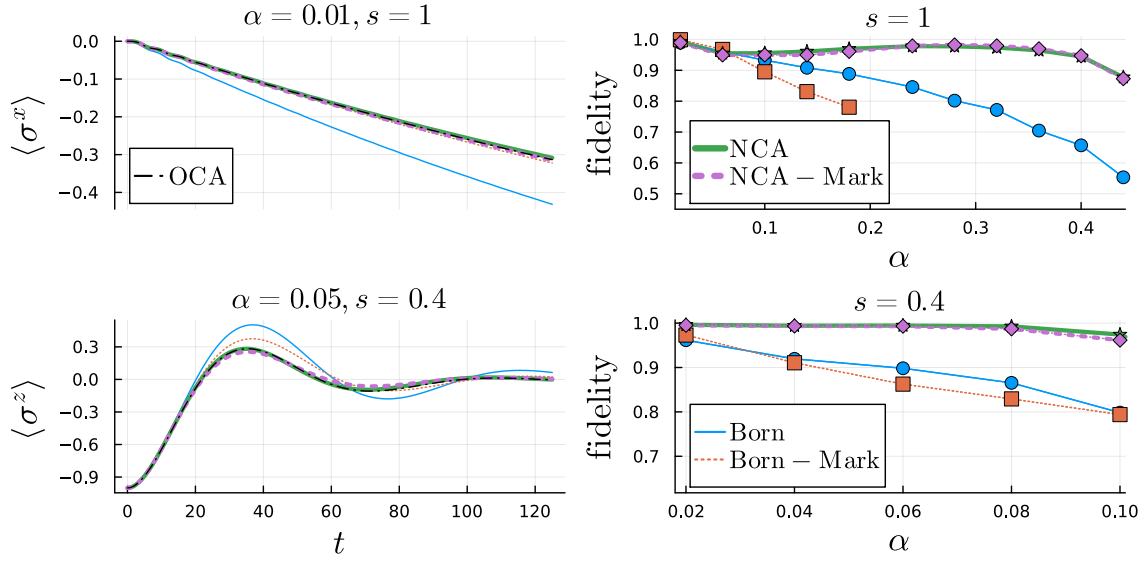 α = 0.01, s = 1
0.0
−0.1
−0.2
−0.3
−0.4
⟨σˣ⟩
OCA
s = 1
1.0
0.9
0.8
0.7
0.6
0.5
fidelity
NCA
NCA − Mark
0.1 0.2 0.3 0.4
α
α = 0.05, s = 0.4
0.3
0.0
−0.3
−0.6
−0.9
⟨σᶻ⟩
0 20 40 60 80 100 120
t
s = 0.4
1.0
0.9
0.8
0.7
fidelity
Born
Born − Mark
0.02 0.04 0.06 0.08 0.10
α